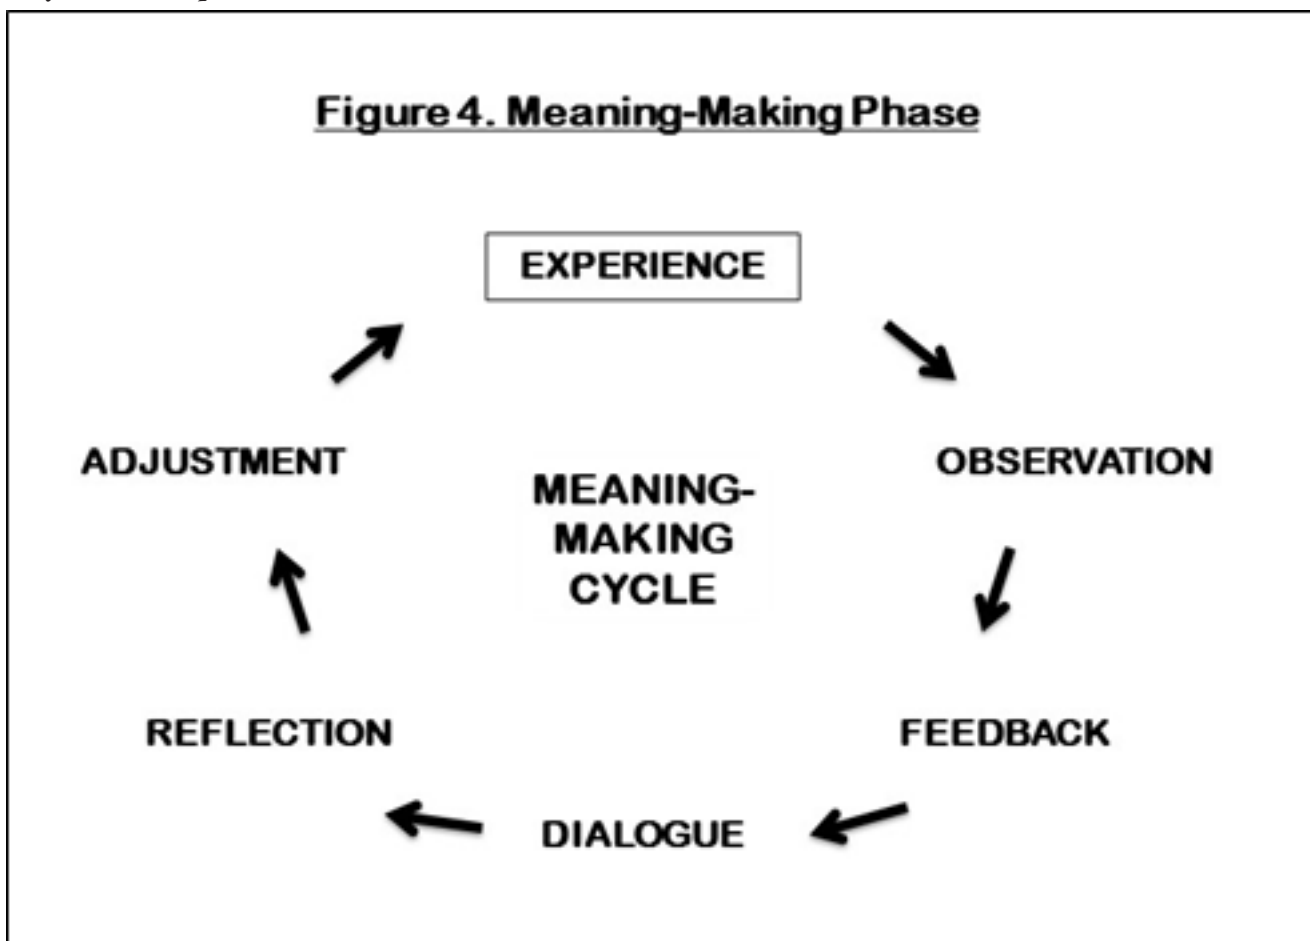 Figure 4. Meaning-Making Phase
EXPERIENCE
ADJUSTMENT
OBSERVATION
MEANING-
MAKING
CYCLE
REFLECTION
FEEDBACK
DIALOGUE